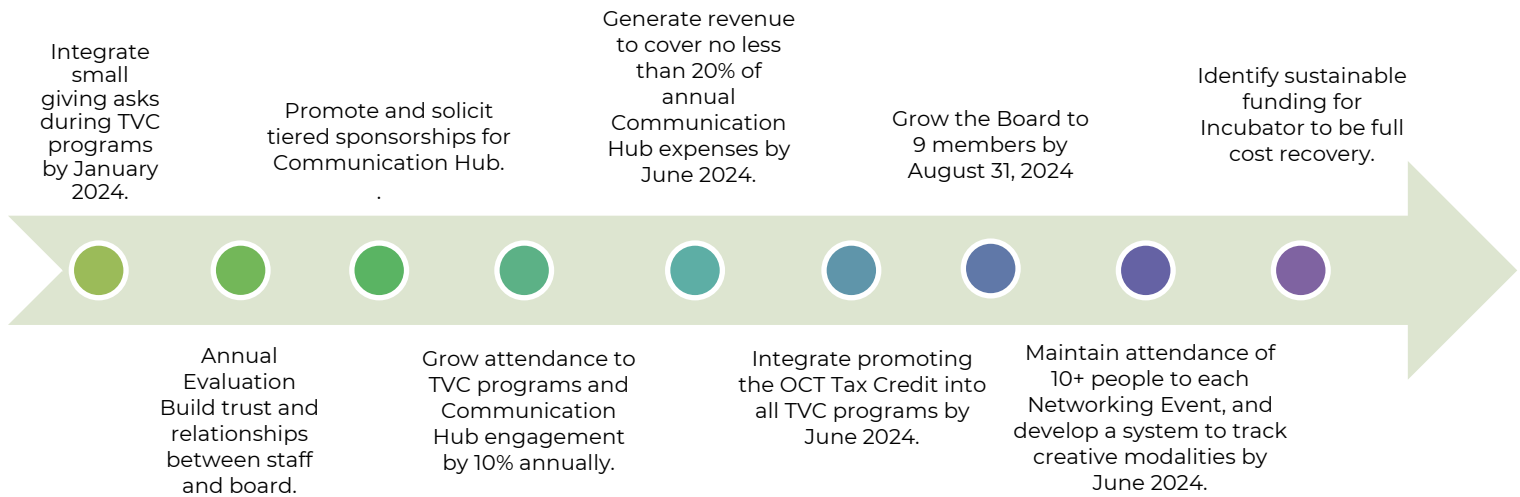 Integrate
small
giving asks
during TVC
programs
by January
2024.
Annual
Evaluation
Build trust and
relationships
between staff
and board.
Promote and solicit
tiered sponsorships for
Communication Hub.
.
Grow attendance to
TVC programs and
Communication
Hub engagement
by 10% annually.
Generate revenue
to cover no less
than 20% of
annual
Communication
Hub expenses by
June 2024.
Integrate promoting
the OCT Tax Credit into
all TVC programs by
June 2024.
Grow the Board to
9 members by
August 31, 2024
Maintain attendance of
10+ people to each
Networking Event, and
develop a system to track
creative modalities by
June 2024.
Identify sustainable
funding for
Incubator to be full
cost recovery.